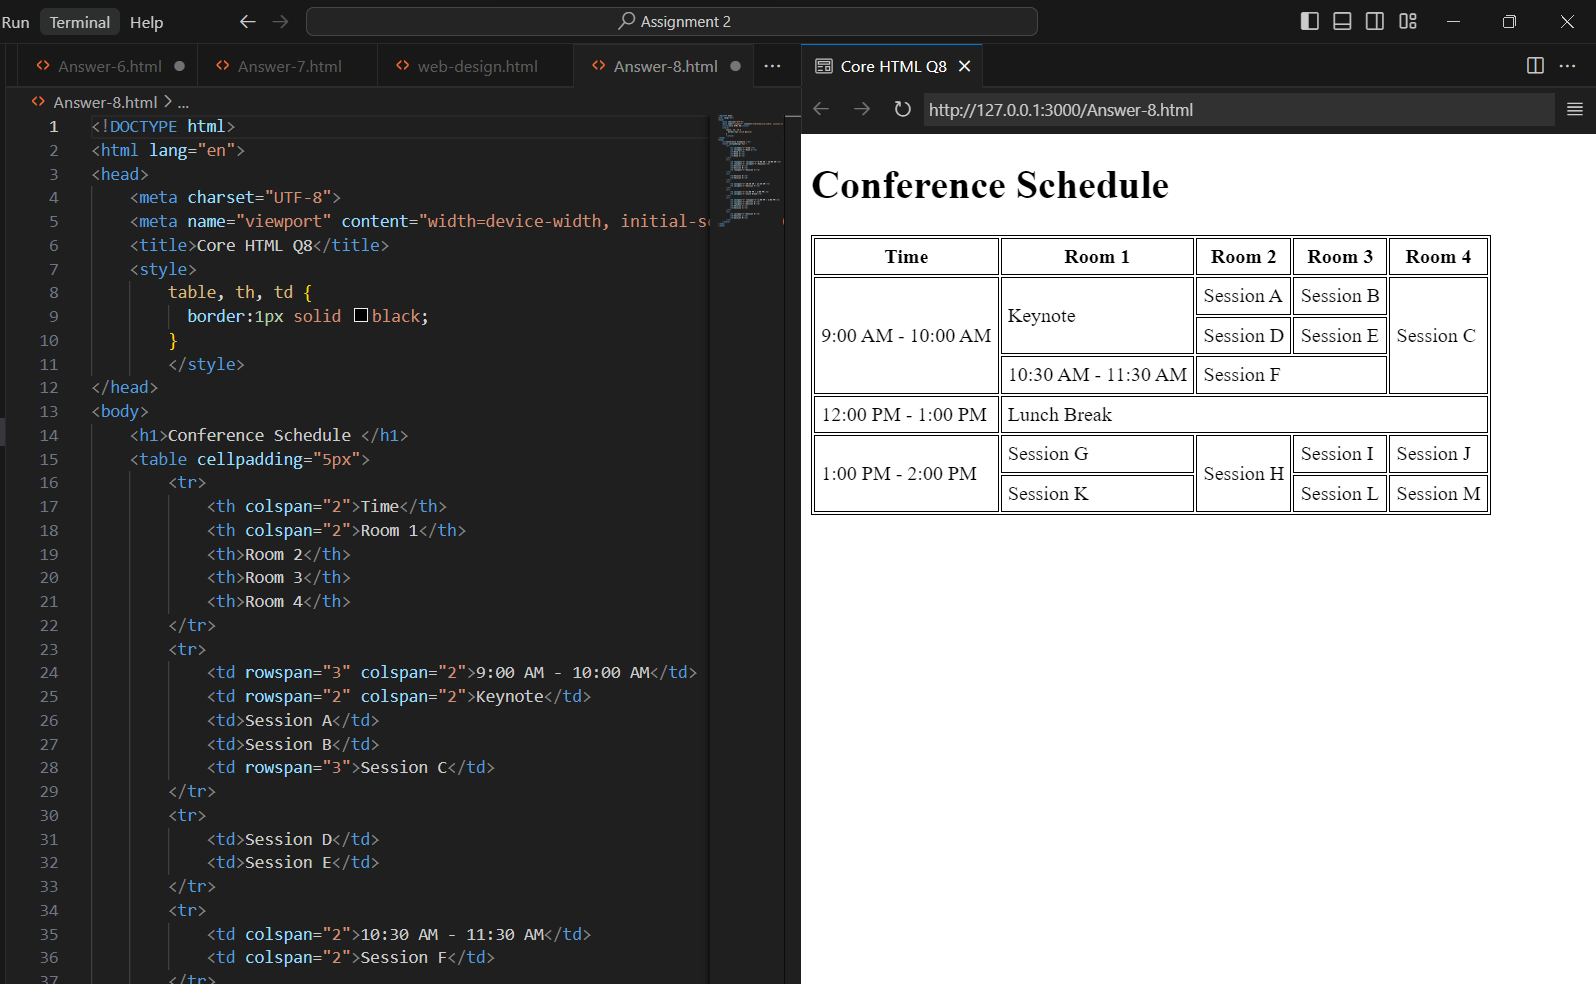 Run Terminal Help
Assignment 2
Answer-6.html
Answer-7.html
web-design.html
Answer-8.html
...
Core HTML Q8
Answer-8.html > ...
http://127.0.0.1:3000/Answer-8.html
1 <!DOCTYPE html>
2 <html lang="en">
3 <head>
4 <meta charset="UTF-8">
5 <meta name="viewport" content="width=device-width,
6 <title>Core HTML Q8</title>
7 <style>
8 table, th, td {
9 border:1px solid black;
10 }
11 </style>
12 </head>
13 <body>
14 <h1>Conference Schedule </h1>
15 <table cellpadding="5px">
16 <tr>
17 <th colspan="2">Time</th>
18 <th colspan="2">Room 1</th>
19 <th>Room 2</th>
20 <th>Room 3</th>
21 <th>Room 4</th>
22 </tr>
23 <tr>
24 <td rowspan="3" colspan="2">9:00 AM - 10:00 AM</td>
25 <td rowspan="2" colspan="2">Keynote</td>
26 <td>Session A</td>
27 <td>Session B</td>
28 <td rowspan="3">Session C</td>
29 </tr>
30 <tr>
31 <td>Session D</td>
32 <td>Session E</td>
33 </tr>
34 <tr>
35 <td colspan="2">10:30 AM - 11:30 AM</td>
36 <td colspan="2">Session F</td>
37 </tr>
Conference Schedule
Time Room 1 Room 2 Room 3 Room 4
9:00 AM - 10:00 AM Keynote Session A Session B Session C
Session D Session E
10:30 AM - 11:30 AM Session F
12:00 PM - 1:00 PM Lunch Break
1:00 PM - 2:00 PM Session G Session H Session I Session J
Session K Session L Session M